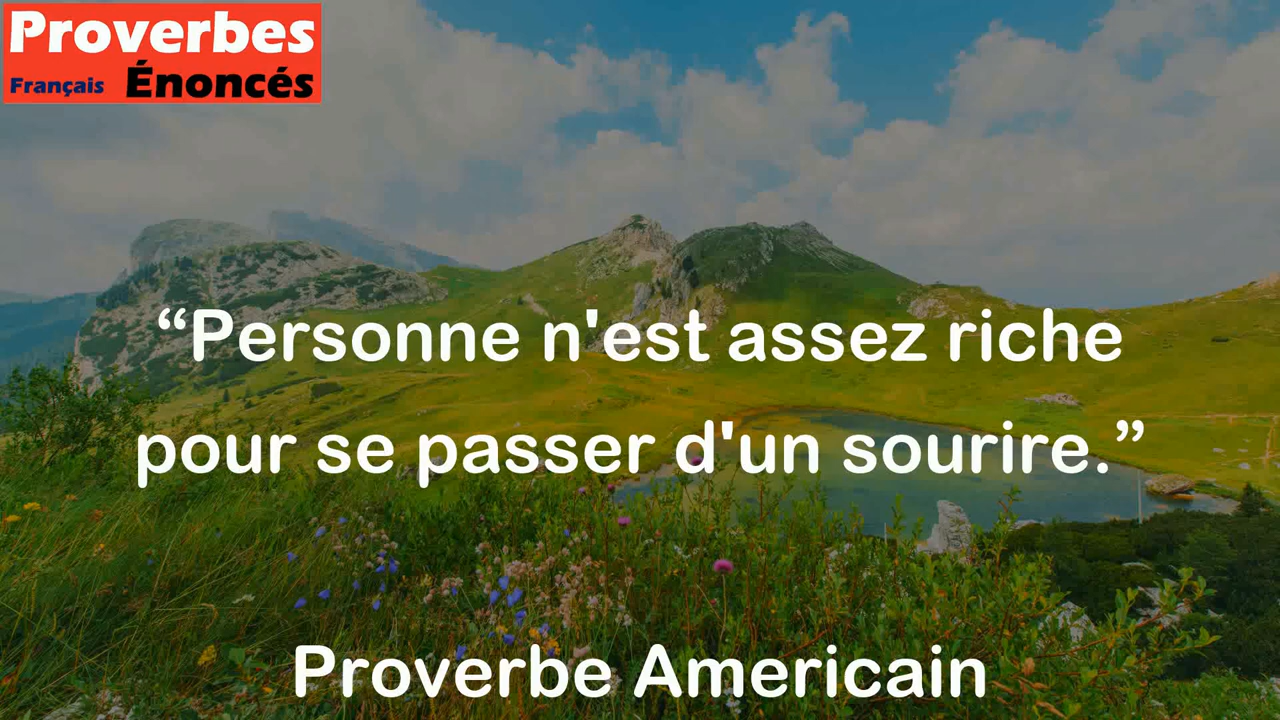 Proverbes
Français Énoncés
“Personne n'est assez riche
pour se passer d'un sourire.”
Proverbe Americain